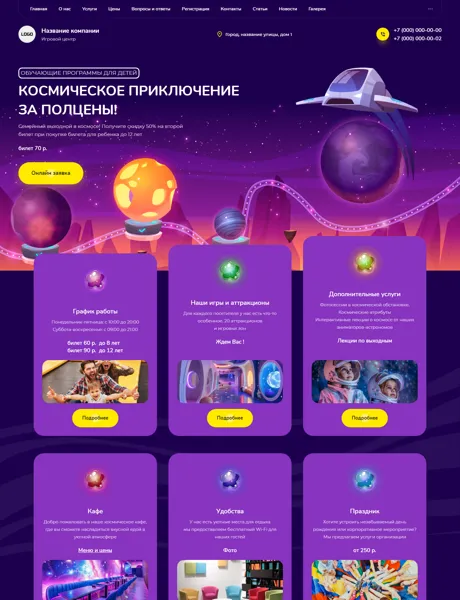 Главная О нас Услуги Цены Вопросы и ответы Регистрация Контакты Статьи Новости Галерея ...
LOGO
Название компании
Игровой центр
Город, название улицы, дом 1
+7 (000) 000-00-00
+7 (000) 000-00-02
ОБУЧАЮЩИЕ ПРОГРАММЫ ДЛЯ ДЕТЕЙ
КОСМИЧЕСКОЕ ПРИКЛЮЧЕНИЕ
ЗА ПОЛЦЕНЫ!
Семейный выходной в космосе! Получите скидку 50% на второй
билет при покупке билета для ребенка до 12 лет
билет 70 р.
Онлайн заявка
График работы
Понедельник-пятница с 10:00 до 20:00
Суббота-воскресенье с 09:00 до 21:00
билет 60 р. до 6 лет
билет 90 р. до 12 лет
Подробнее
Наши игры и аттракционы
Для каждого посетителя у нас есть что-то
особенное. 20 аттракционов
и игровых зон
Ждем Вас !
Подробнее
Дополнительные услуги
Фотосессия в космической обстановке.
Космические атрибуты
Интерактивные лекции о космосе от наших
аниматоров-астрономов
Лекции по выходным
Подробнее
Кафе
Добро пожаловать в наше космическое кафе,
где вы сможете насладиться вкусной едой в
уютной атмосфере
Меню и цены
Удобства
У нас есть уютные места для отдыха
мы предоставляем бесплатный Wi-Fi для
наших гостей
Фото
Праздник
Хотите устроить незабываемый день
рождения или корпоративное мероприятие?
Мы предлагаем услуги организации
от 250 р.